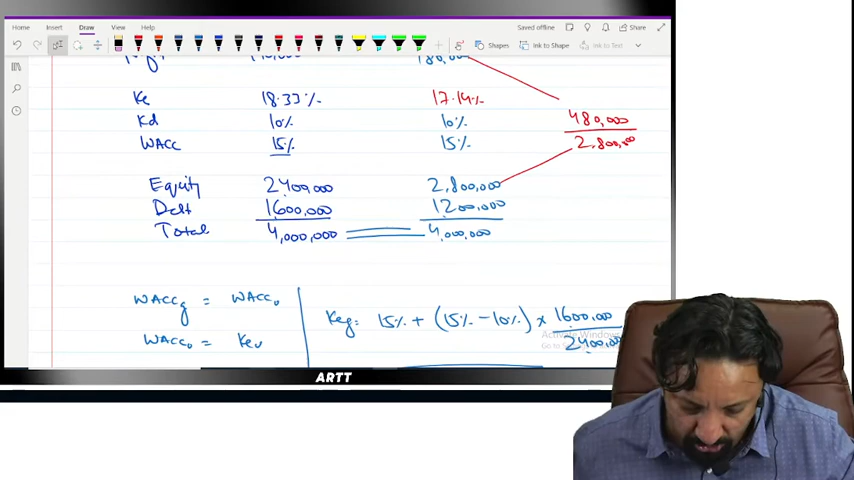 Home Insert Draw View Help Saved offline Share
Shapes Ink to Shape Ink to Text
180,000
Ke 18.33% 17.14%
Kd 10% 10%
WACC 15% 15%
480,000
2,800,000
Equity 2400,000 2,800,000
Debt 1600,000 1200,000
Total 4,000,000 4,000,000
WACCg = WACCu
WACCu = Keu
Keg = 15% + (15% - 10%) × 1600,000
2400,000
Activate Windows
ARTT